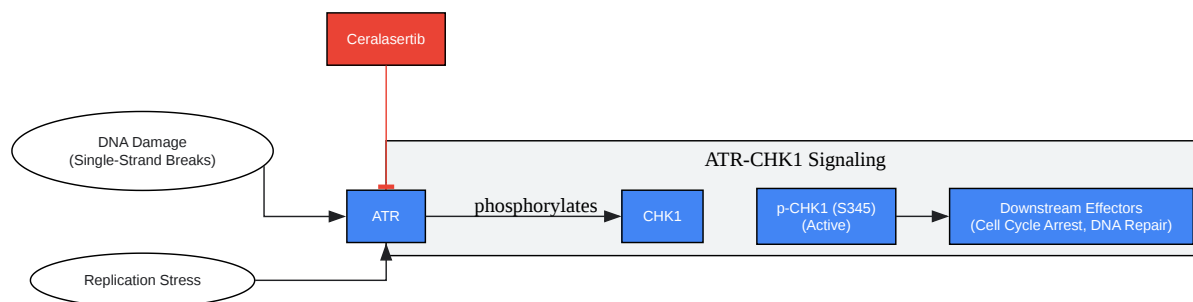 Ceralasertib
DNA Damage
(Single-Strand Breaks)
ATR-CHK1 Signaling
ATR
phosphorylates
CHK1
p-CHK1 (S345)
(Active)
Downstream Effectors
(Cell Cycle Arrest, DNA Repair)
Replication Stress